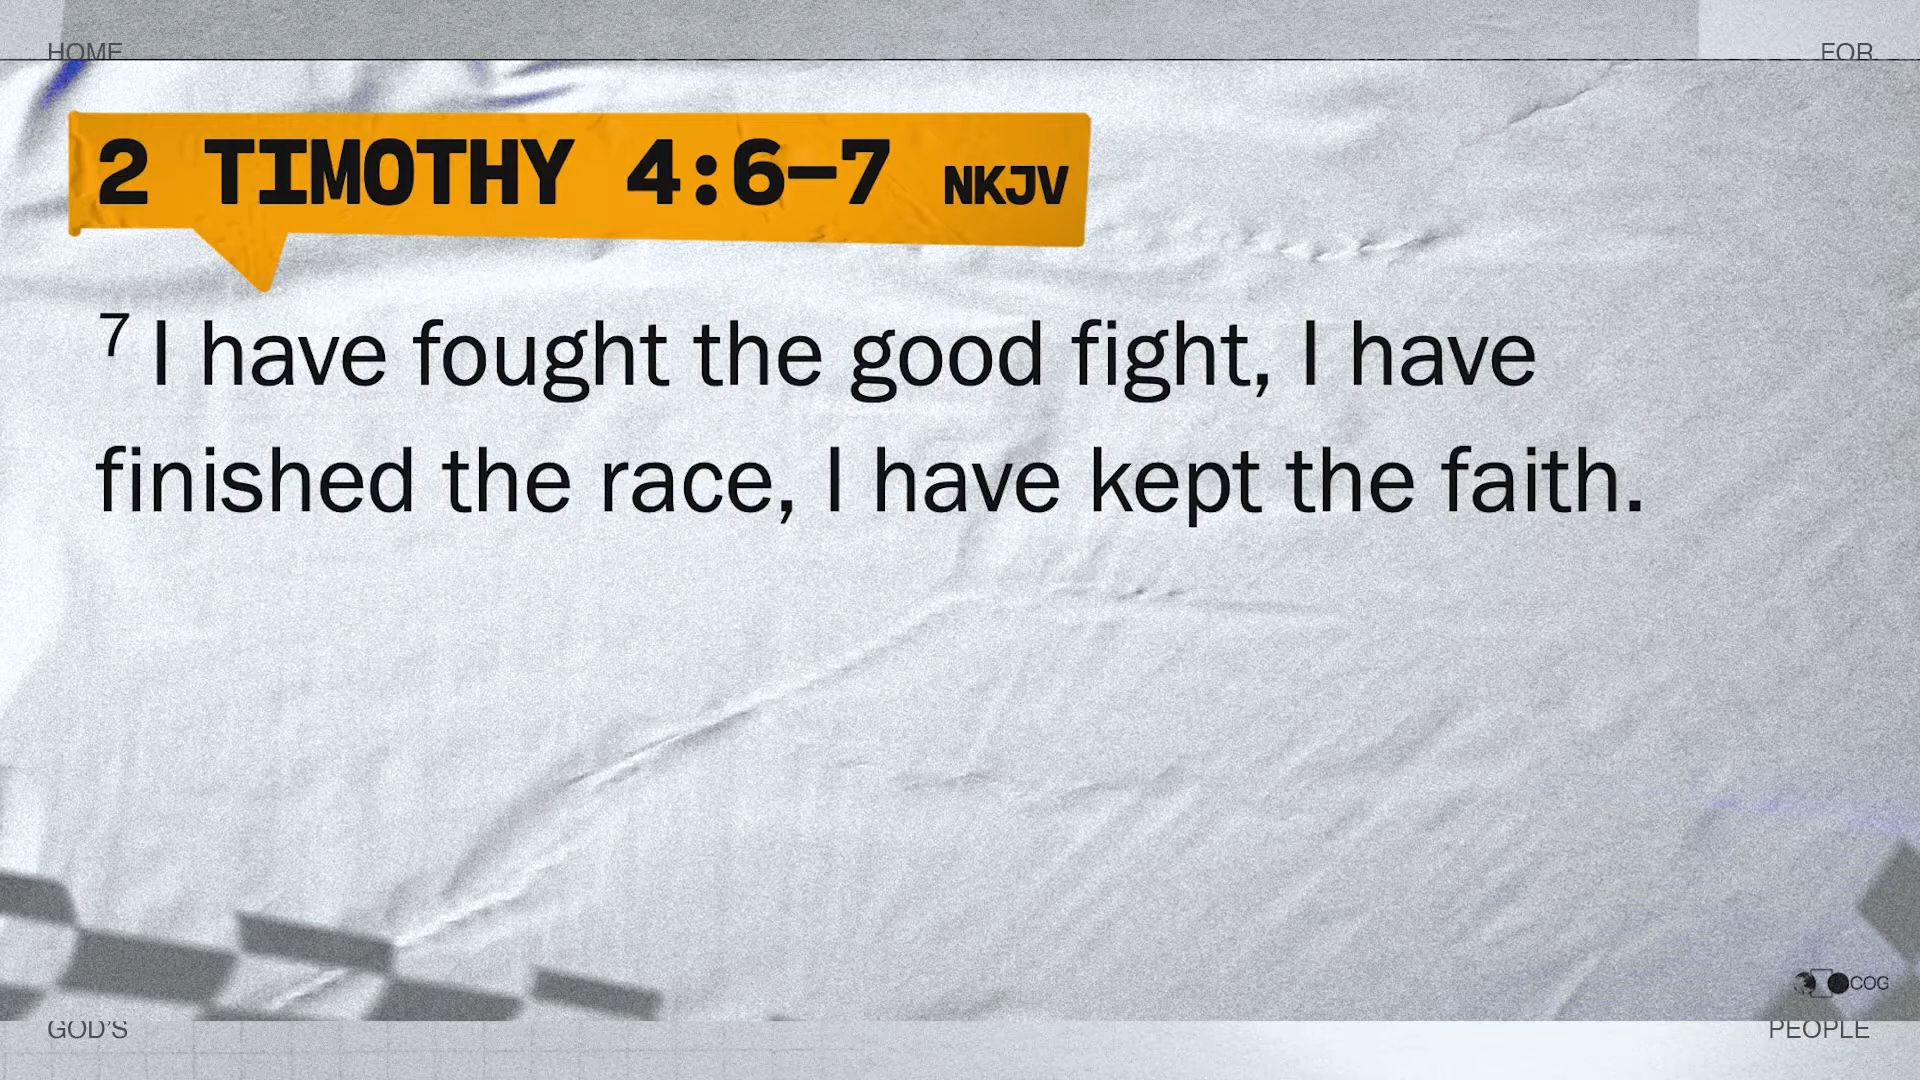 HOME
FOR
2 TIMOTHY 4:6–7 NKJV
7 I have fought the good fight, I have
finished the race, I have kept the faith.
COG
GOD'S
PEOPLE